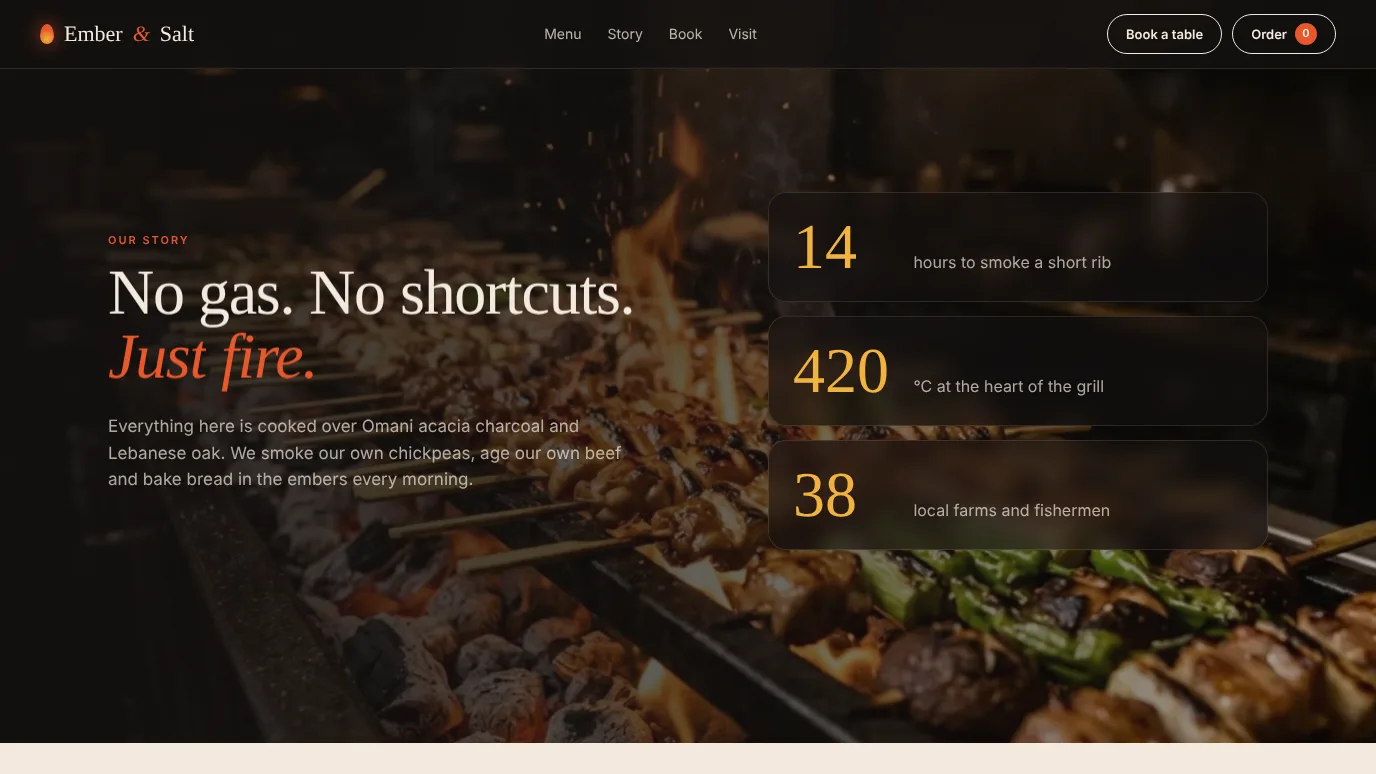 Ember & Salt
Menu Story Book Visit
Book a table
Order 0
OUR STORY
No gas. No shortcuts.
Just fire.
Everything here is cooked over Omani acacia charcoal and
Lebanese oak. We smoke our own chickpeas, age our own beef
and bake bread in the embers every morning.
14 hours to smoke a short rib
420 °C at the heart of the grill
38 local farms and fishermen